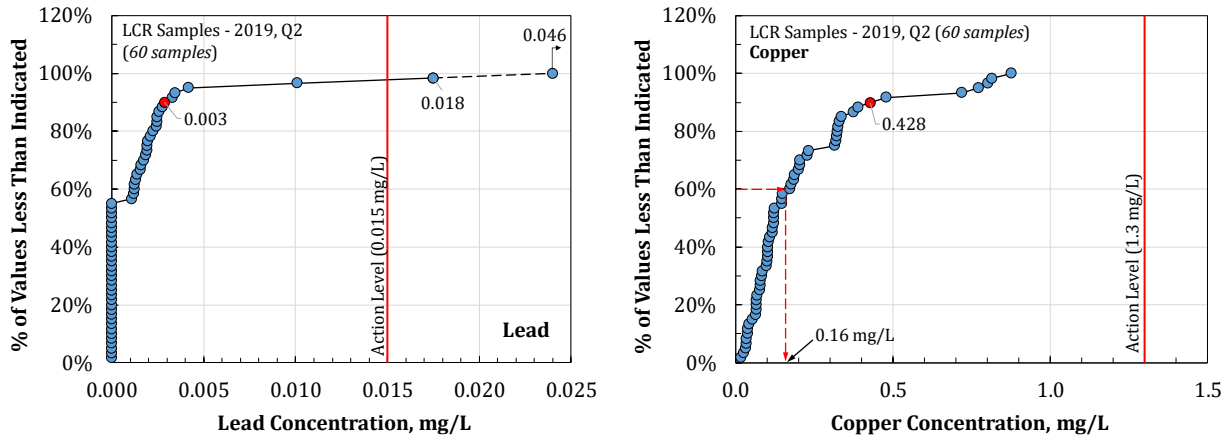 120%
100%
80%
60%
40%
20%
0%
% of Values Less Than Indicated
LCR Samples - 2019, Q2
(60 samples)
0.046
0.018
0.003
Action Level (0.015 mg/L)
Lead
0.000
0.005
0.010
0.015
0.020
0.025
Lead Concentration, mg/L
120%
100%
80%
60%
40%
20%
0%
% of Values Less Than Indicated
LCR Samples - 2019, Q2 (60 samples)
Copper
0.428
Action Level (1.3 mg/L)
0.16 mg/L
0.0
0.5
1.0
1.5
Copper Concentration, mg/L